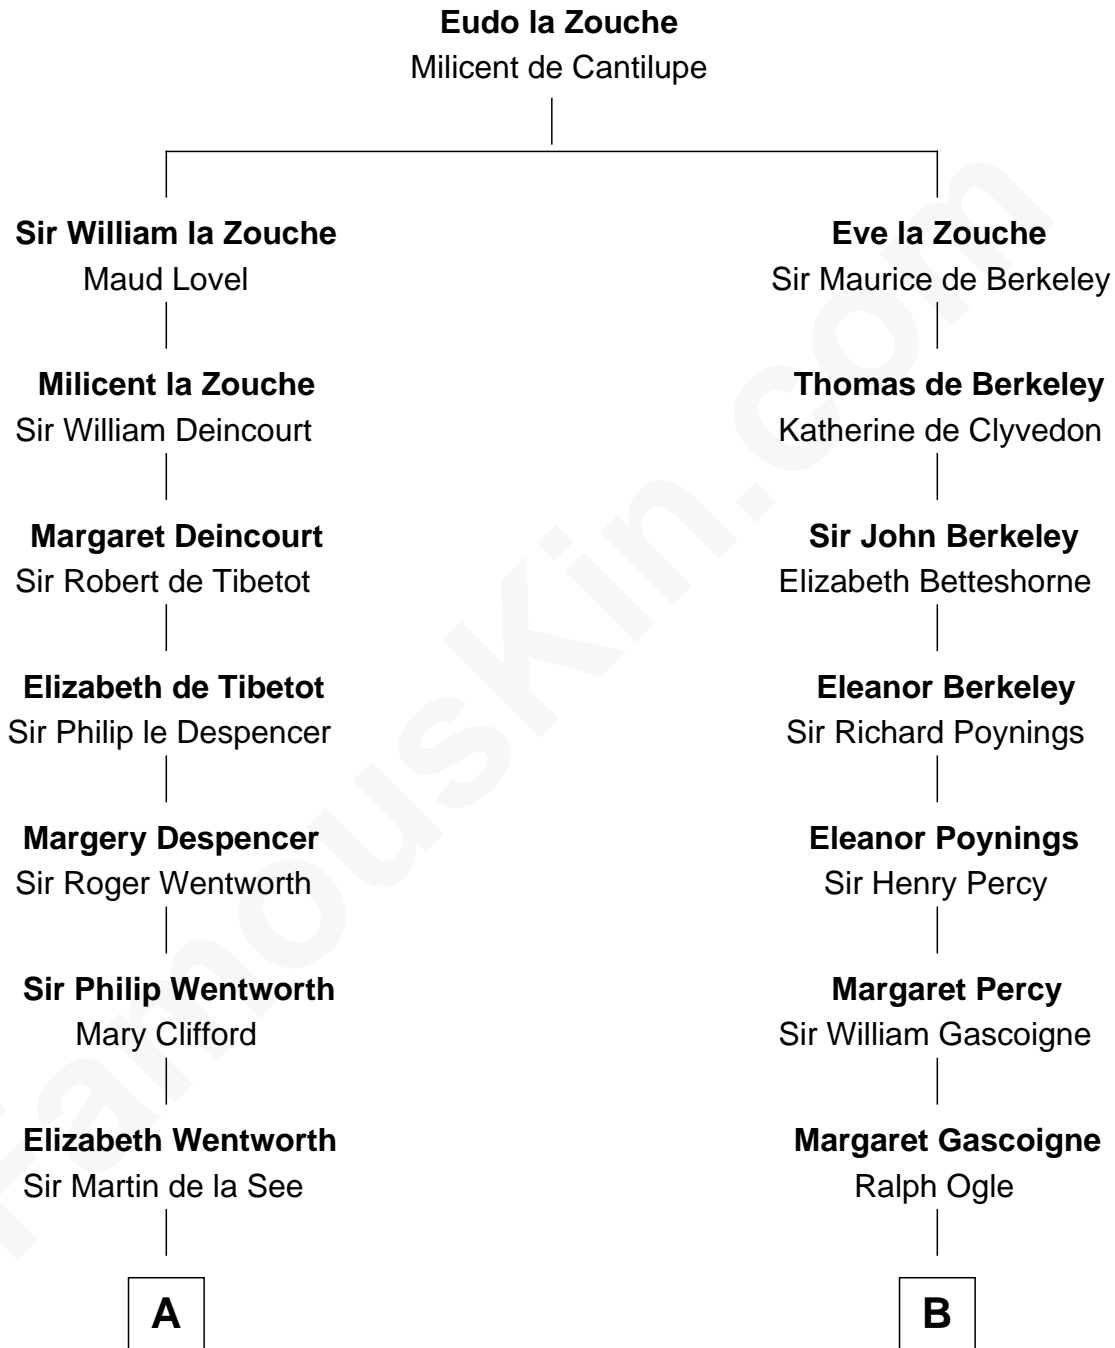 Eudo la Zouche
Milicent de Cantilupe
Sir William la Zouche
Maud Lovel
Eve la Zouche
Sir Maurice de Berkeley
Milicent la Zouche
Sir William Deincourt
Thomas de Berkeley
Katherine de Clyvedon
Margaret Deincourt
Sir Robert de Tibetot
Sir John Berkeley
Elizabeth Betteshorne
Elizabeth de Tibetot
Sir Philip le Despencer
Eleanor Berkeley
Sir Richard Poynings
Margery Despencer
Sir Roger Wentworth
Eleanor Poynings
Sir Henry Percy
Sir Philip Wentworth
Mary Clifford
Margaret Percy
Sir William Gascoigne
Elizabeth Wentworth
Sir Martin de la See
Margaret Gascoigne
Ralph Ogle
A
B
FamousKin.com